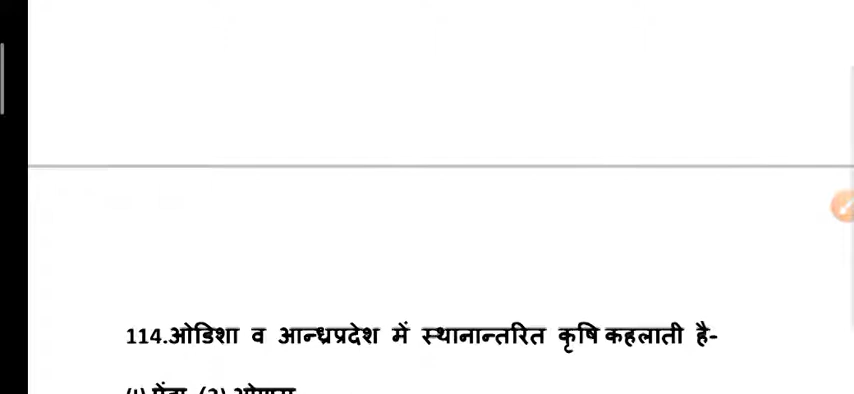 114.ओडिशा व आन्ध्रप्रदेश में स्थानान्तरित कृषि कहलाती है-